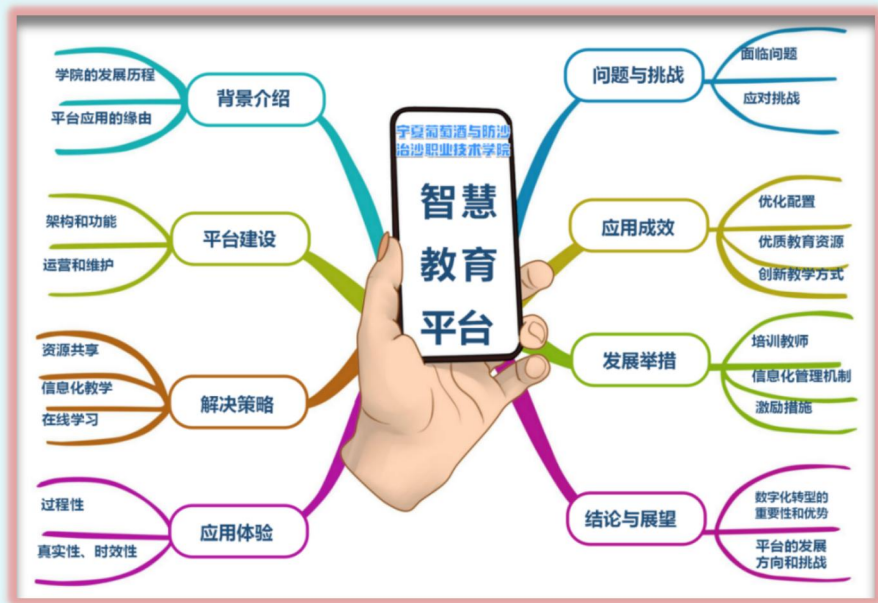 宁夏葡萄酒与防沙
治沙职业技术学院
智慧
教育
平台
背景介绍
学院的发展历程
平台应用的缘由
平台建设
架构和功能
运营和维护
解决策略
资源共享
信息化教学
在线学习
应用体验
过程性
真实性、时效性
问题与挑战
面临问题
应对挑战
应用成效
优化配置
优质教育资源
创新教学方式
发展举措
培训教师
信息化管理机制
激励措施
结论与展望
数字化转型的
重要性和优势
平台的发展
方向和挑战